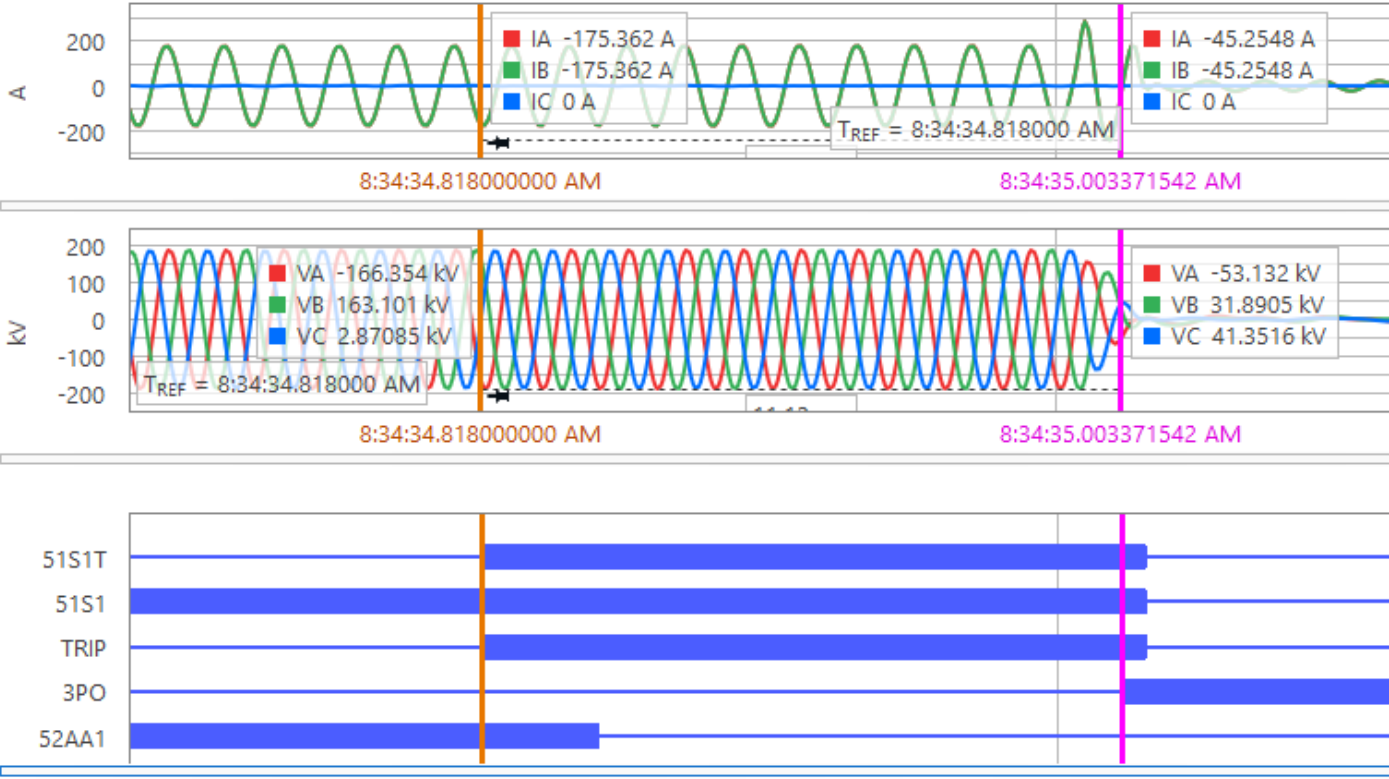 200
0
-200
A
IA -175.362 A
IB -175.362 A
IC 0 A
IA -45.2548 A
IB -45.2548 A
IC 0 A
TREF = 8:34:34.818000 AM
8:34:34.818000000 AM
8:34:35.003371542 AM
200
100
0
-100
-200
kV
VA -166.354 kV
VB 163.101 kV
VC 2.87085 kV
VA -53.132 kV
VB 31.8905 kV
VC 41.3516 kV
TREF = 8:34:34.818000 AM
8:34:34.818000000 AM
8:34:35.003371542 AM
51S1T
51S1
TRIP
3PO
52AA1